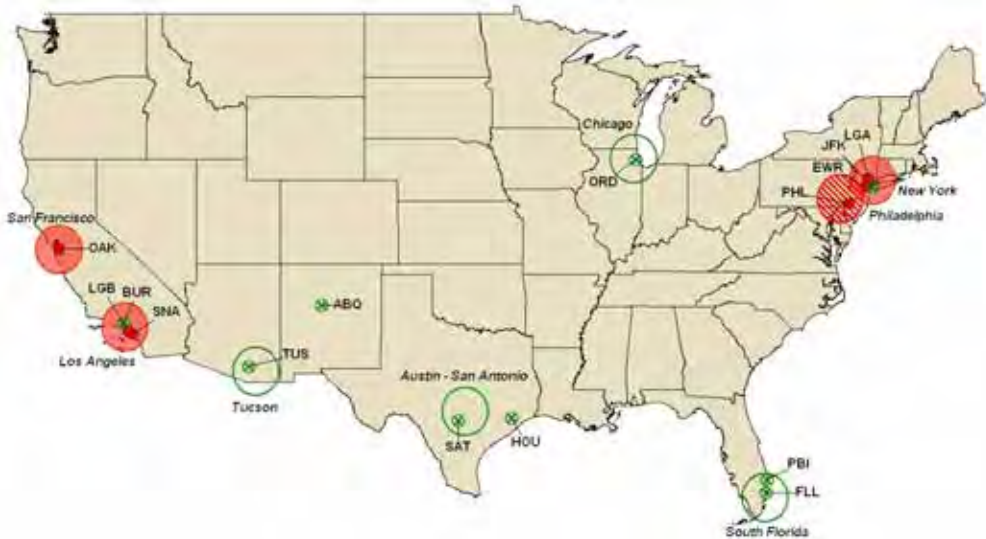 Chicago
ORD
LGA
JFK
EWR
PHL
New York
Philadelphia
San Francisco
OAK
LGB
BUR
SNA
Los Angeles
ABQ
TUS
Tucson
Austin - San Antonio
SAT
HOU
PBI
FLL
South Florida